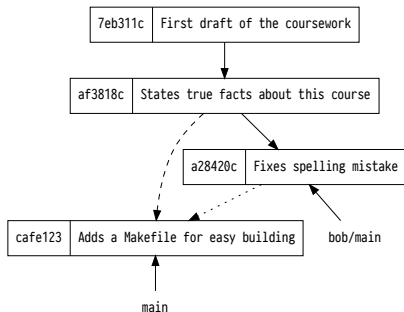 7eb311c First draft of the coursework
af3818c States true facts about this course
a28420c Fixes spelling mistake
cafe123 Adds a Makefile for easy building
bob/main
main